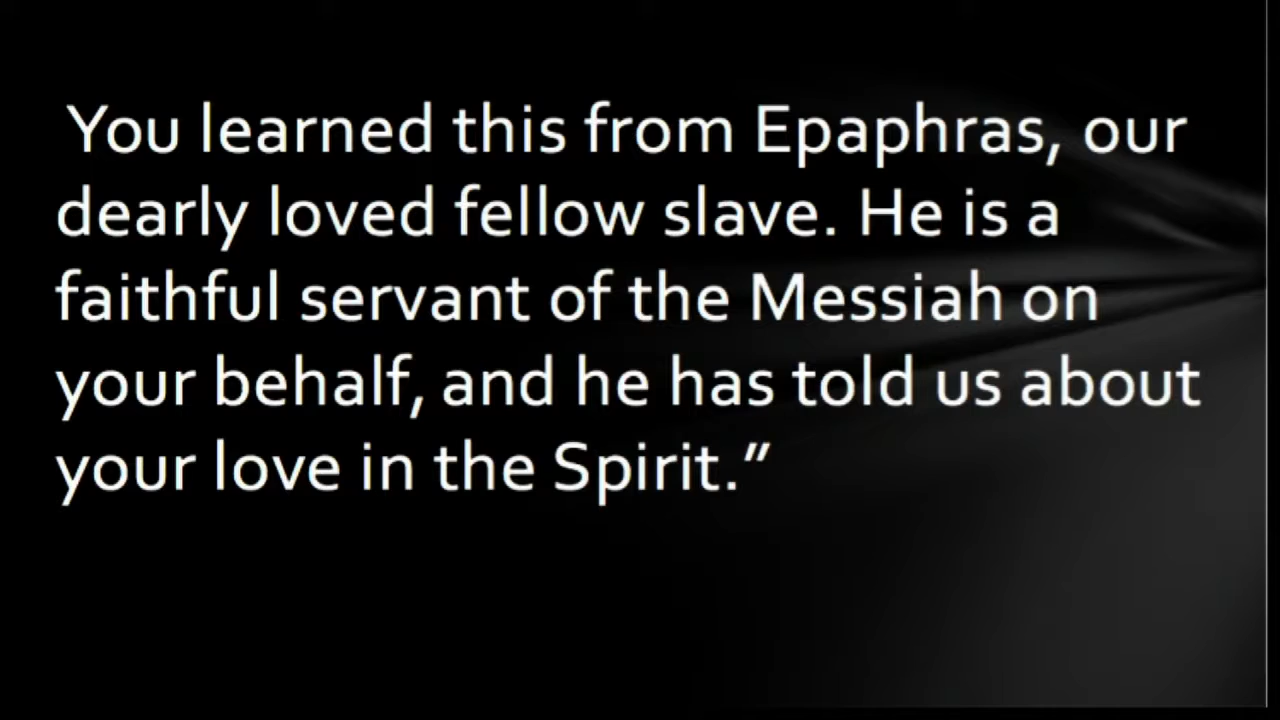 You learned this from Epaphras, our
dearly loved fellow slave. He is a
faithful servant of the Messiah on
your behalf, and he has told us about
your love in the Spirit.”